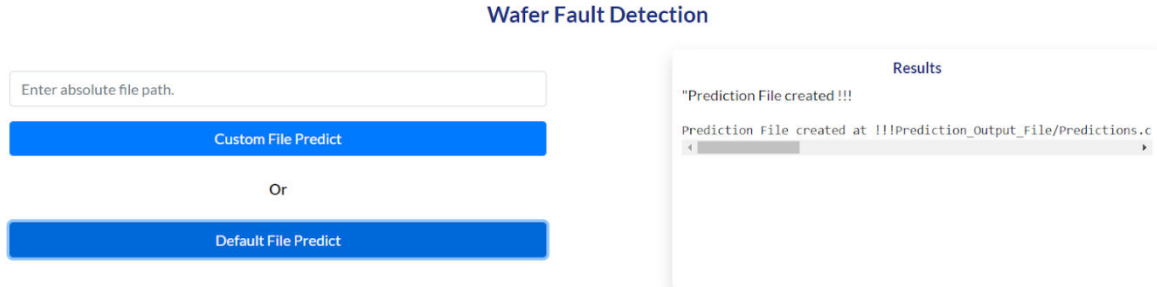 Wafer Fault Detection
Enter absolute file path.
Custom File Predict
Or
Default File Predict
Results
"Prediction File created !!!
Prediction File created at !!!Prediction_Output_File/Predictions.c